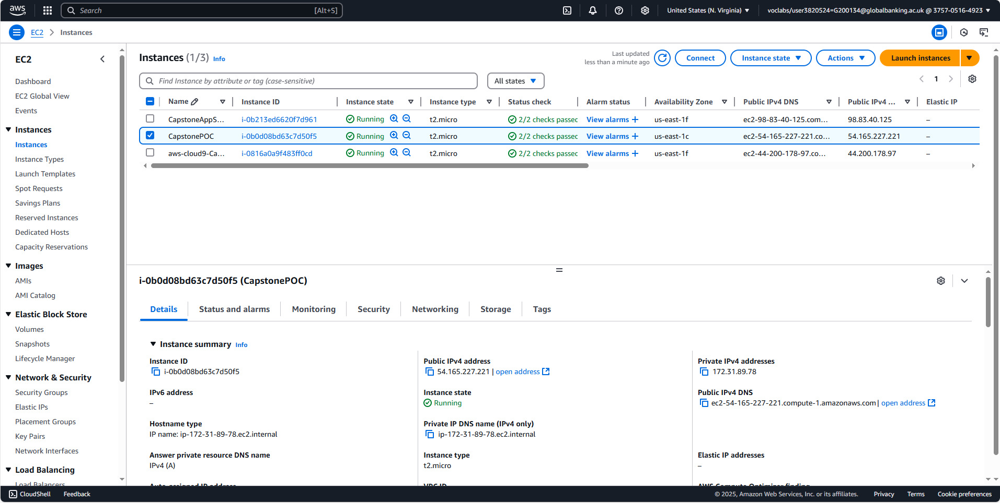 aws
Search [Alt+S]
United States (N. Virginia) voclabs/user3820524=G200134@globalbanking.ac.uk @ 3757-0516-4923
EC2 Instances
EC2
Dashboard
EC2 Global View
Events
Instances
Instances
Instance Types
Launch Templates
Spot Requests
Savings Plans
Reserved Instances
Dedicated Hosts
Capacity Reservations
Images
AMIs
AMI Catalog
Elastic Block Store
Volumes
Snapshots
Lifecycle Manager
Network & Security
Security Groups
Elastic IPs
Placement Groups
Key Pairs
Network Interfaces
Load Balancing
Load Balancers
Instances (1/3) Info
Last updated
less than a minute ago
Connect Instance state Actions Launch instances
Find Instance by attribute or tag (case-sensitive) All states 1
Name Instance ID Instance state Instance type Status check Alarm status Availability Zone Public IPv4 DNS Public IPv4 ... Elastic IP
CapstoneAppS... i-0b213ed6620f7d961 Running t2.micro 2/2 checks passec View alarms + us-east-1f ec2-98-83-40-125.com... 98.83.40.125 –
CapstonePOC i-0b0d08bd63c7d50f5 Running t2.micro 2/2 checks passec View alarms + us-east-1c ec2-54-165-227-221.co... 54.165.227.221 –
aws-cloud9-Ca... i-0816a0a9f483ff0cd Running t2.micro 2/2 checks passec View alarms + us-east-1f ec2-44-200-178-97.co... 44.200.178.97 –
i-0b0d08bd63c7d50f5 (CapstonePOC)
Details Status and alarms Monitoring Security Networking Storage Tags
Instance summary Info
Instance ID
i-0b0d08bd63c7d50f5
Public IPv4 address
54.165.227.221 | open address
Private IPv4 addresses
172.31.89.78
IPv6 address
–
Instance state
Running
Public IPv4 DNS
ec2-54-165-227-221.compute-1.amazonaws.com | open address
Hostname type
IP name: ip-172-31-89-78.ec2.internal
Private IP DNS name (IPv4 only)
ip-172-31-89-78.ec2.internal
Answer private resource DNS name
IPv4 (A)
Instance type
t2.micro
Elastic IP addresses
–
Auto-assigned IP address
VPC ID
AWS Compute Optimizer finding
CloudShell Feedback © 2025, Amazon Web Services, Inc. or its affiliates. Privacy Terms Cookie preferences